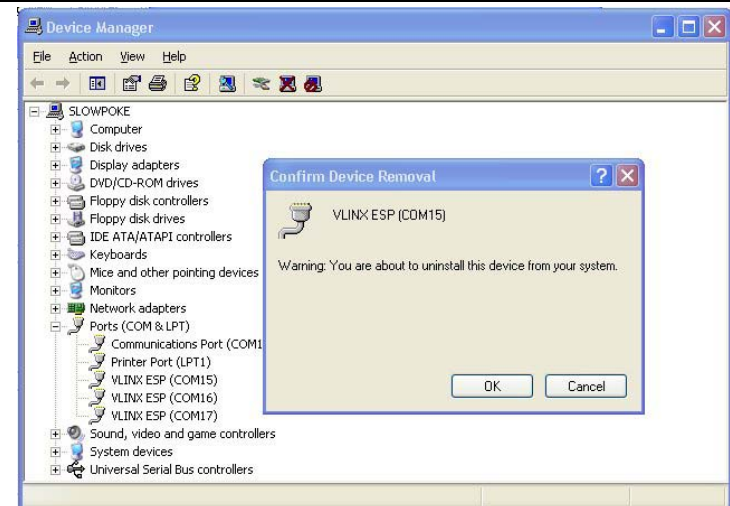 Device Manager
File Action View Help
SLOWPOKE
Computer
Disk drives
Display adapters
DVD/CD-ROM drives
Floppy disk controllers
Floppy disk drives
IDE ATA/ATAPI controllers
Keyboards
Mice and other pointing devices
Monitors
Network adapters
Ports (COM & LPT)
Communications Port (COM1
Printer Port (LPT1)
VLINX ESP (COM15)
VLINX ESP (COM16)
VLINX ESP (COM17)
Sound, video and game controllers
System devices
Universal Serial Bus controllers
Confirm Device Removal
VLINX ESP (COM15)
Warning: You are about to uninstall this device from your system.
OK Cancel